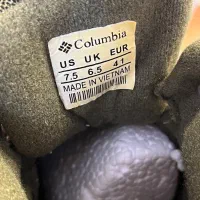 Columbia
US UK EUR
7.5 6.5 41
MADE IN VIETNAM